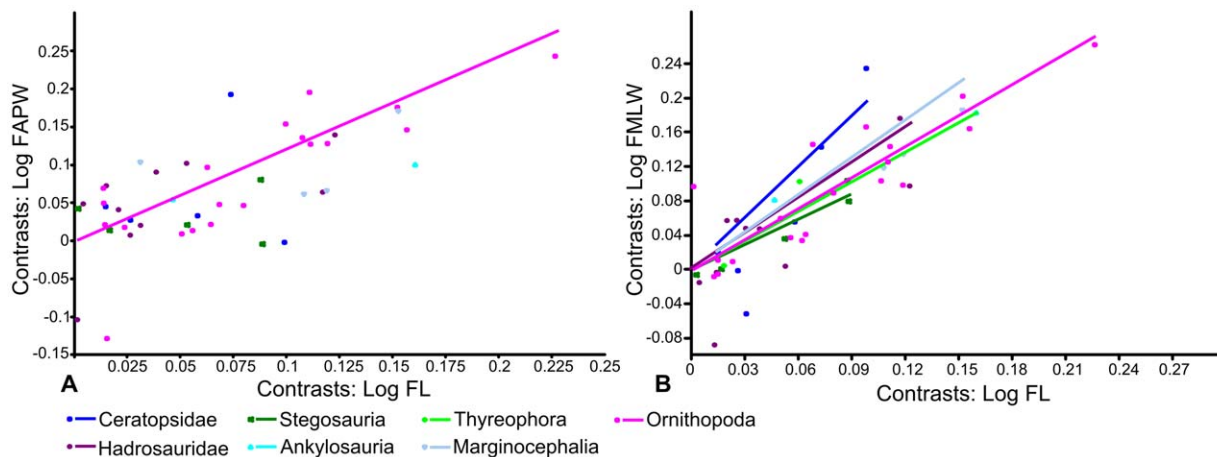 Contrasts: Log FAPW
0.25
0.2
0.15
0.1
0.05
0
-0.05
-0.1
-0.15
0.025 0.05 0.075 0.1 0.125 0.15 0.175 0.2 0.225 0.25
A
Contrasts: Log FL
Contrasts: Log FMLW
0.24
0.20
0.16
0.12
0.08
0.04
0
-0.04
-0.08
0 0.03 0.06 0.09 0.12 0.15 0.18 0.21 0.24 0.27
B
Contrasts: Log FL
Ceratopsidae Stegosauria Thyreophora Ornithopoda
Hadrosauridae Ankylosauria Marginocephalia